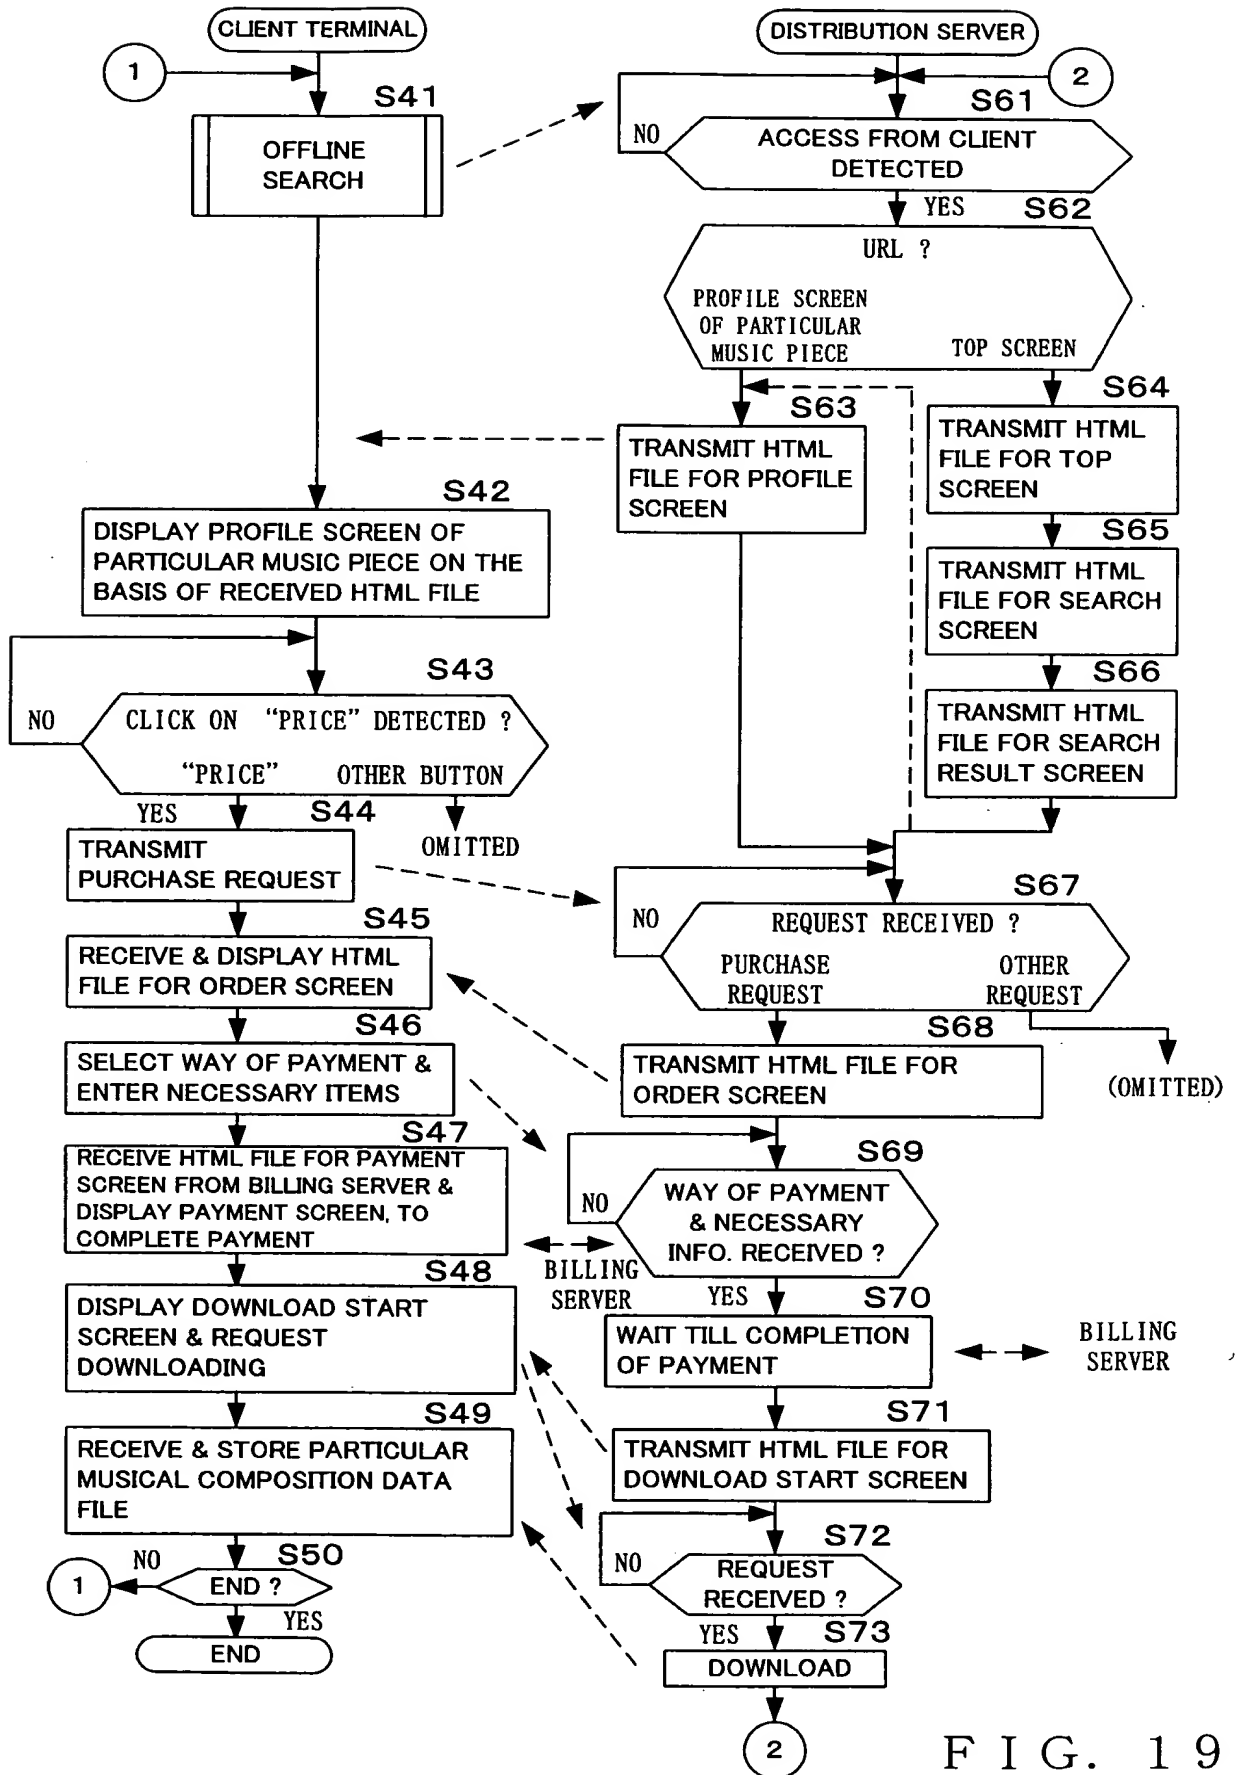 CLIENT TERMINAL
1
S41
OFFLINE
SEARCH
S42
DISPLAY PROFILE SCREEN OF
PARTICULAR MUSIC PIECE ON THE
BASIS OF RECEIVED HTML FILE
S43
NO
CLICK ON "PRICE" DETECTED ?
"PRICE" OTHER BUTTON
YES
S44
OMITTED
TRANSMIT
PURCHASE REQUEST
S45
RECEIVE & DISPLAY HTML
FILE FOR ORDER SCREEN
S46
SELECT WAY OF PAYMENT &
ENTER NECESSARY ITEMS
S47
RECEIVE HTML FILE FOR PAYMENT
SCREEN FROM BILLING SERVER &
DISPLAY PAYMENT SCREEN, TO
COMPLETE PAYMENT
BILLING
SERVER
S48
DISPLAY DOWNLOAD START
SCREEN & REQUEST
DOWNLOADING
S49
RECEIVE & STORE PARTICULAR
MUSICAL COMPOSITION DATA
FILE
S50
NO
1
END ?
YES
END
DISTRIBUTION SERVER
2
S61
NO
ACCESS FROM CLIENT
DETECTED
YES
S62
URL ?
PROFILE SCREEN
OF PARTICULAR
MUSIC PIECE
TOP SCREEN
S63
TRANSMIT HTML
FILE FOR PROFILE
SCREEN
S64
TRANSMIT HTML
FILE FOR TOP
SCREEN
S65
TRANSMIT HTML
FILE FOR SEARCH
SCREEN
S66
TRANSMIT HTML
FILE FOR SEARCH
RESULT SCREEN
S67
NO
REQUEST RECEIVED ?
PURCHASE
REQUEST
OTHER
REQUEST
S68
(OMITTED)
TRANSMIT HTML FILE FOR
ORDER SCREEN
S69
NO
WAY OF PAYMENT
& NECESSARY
INFO. RECEIVED ?
YES
S70
WAIT TILL COMPLETION
OF PAYMENT
BILLING
SERVER
S71
TRANSMIT HTML FILE FOR
DOWNLOAD START SCREEN
S72
NO
REQUEST
RECEIVED ?
YES
S73
DOWNLOAD
2
FIG. 19